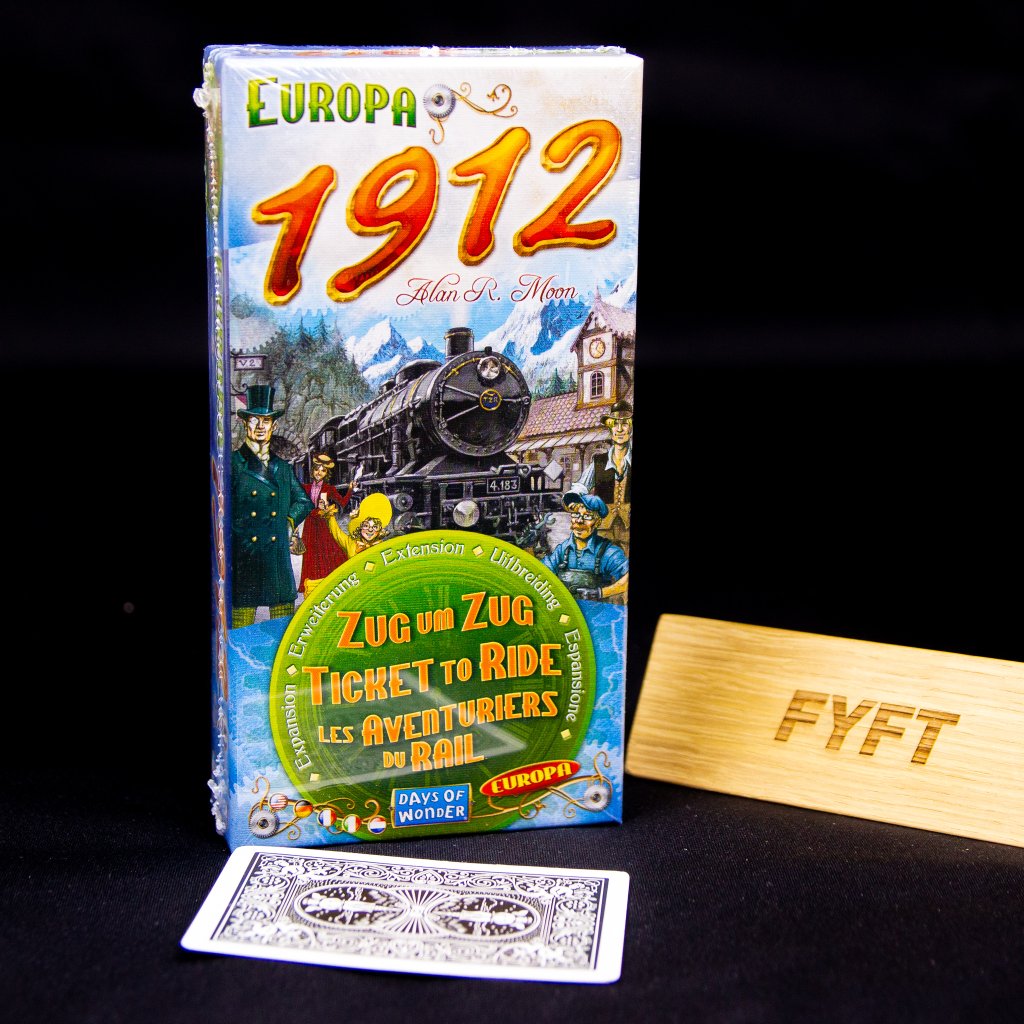 EUROPA
1912
Alan R. Moon
V2
4.183
Expansion Erweiterung Extension Uitbreiding Espansione
ZUG UM ZUG
TICKET TO RIDE
LES AVENTURIERS
DU RAIL
EUROPA
DAYS OF
WONDER
FYFT